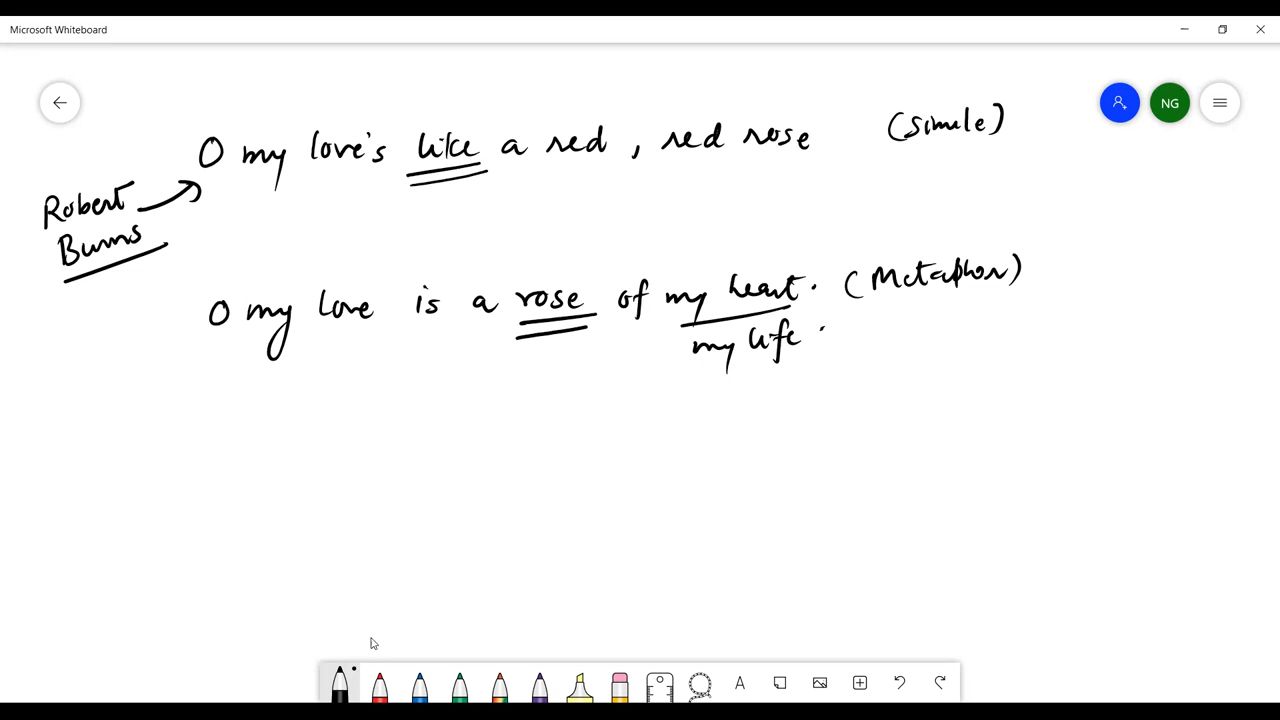 Microsoft Whiteboard
NG
O my love's like a red, red rose (simile)
Robert
Burns
O my love is a rose of my heart. (Metaphor)
my life.
A